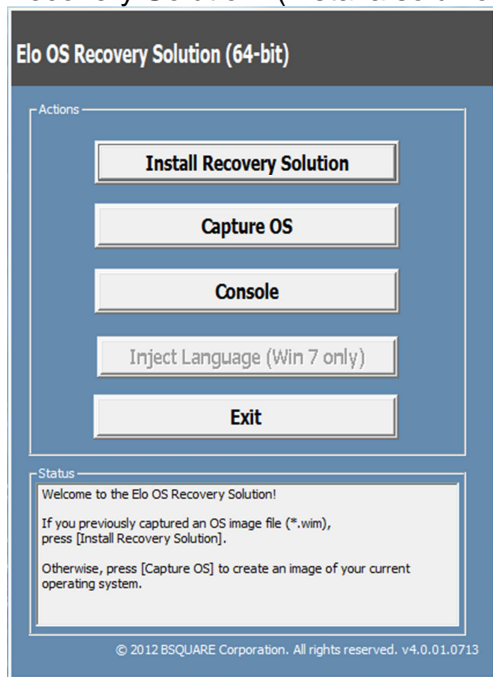 Elo OS Recovery Solution (64-bit)
Actions
Install Recovery Solution
Capture OS
Console
Inject Language (Win 7 only)
Exit
Status
Welcome to the Elo OS Recovery Solution!
If you previously captured an OS image file (*.wim),
press [Install Recovery Solution].
Otherwise, press [Capture OS] to create an image of your current
operating system.
© 2012 BSQUARE Corporation. All rights reserved. v4.0.01.0713